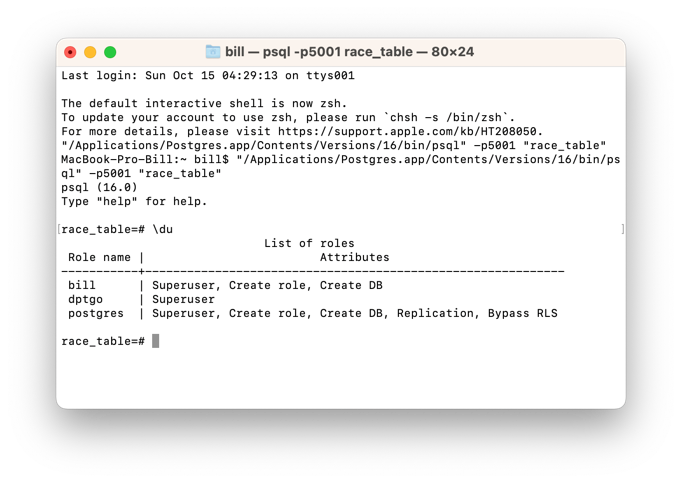 bill — psql -p5001 race_table — 80×24
Last login: Sun Oct 15 04:29:13 on ttys001
The default interactive shell is now zsh.
To update your account to use zsh, please run `chsh -s /bin/zsh`.
For more details, please visit https://support.apple.com/kb/HT208050.
"/Applications/Postgres.app/Contents/Versions/16/bin/psql" -p5001 "race_table"
MacBook-Pro-Bill:~ bill$ "/Applications/Postgres.app/Contents/Versions/16/bin/ps
ql" -p5001 "race_table"
psql (16.0)
Type "help" for help.
[race_table=# \du ]
List of roles
Role name | Attributes
-----------+------------------------------------------------------------
bill | Superuser, Create role, Create DB
dptgo | Superuser
postgres | Superuser, Create role, Create DB, Replication, Bypass RLS
race_table=#